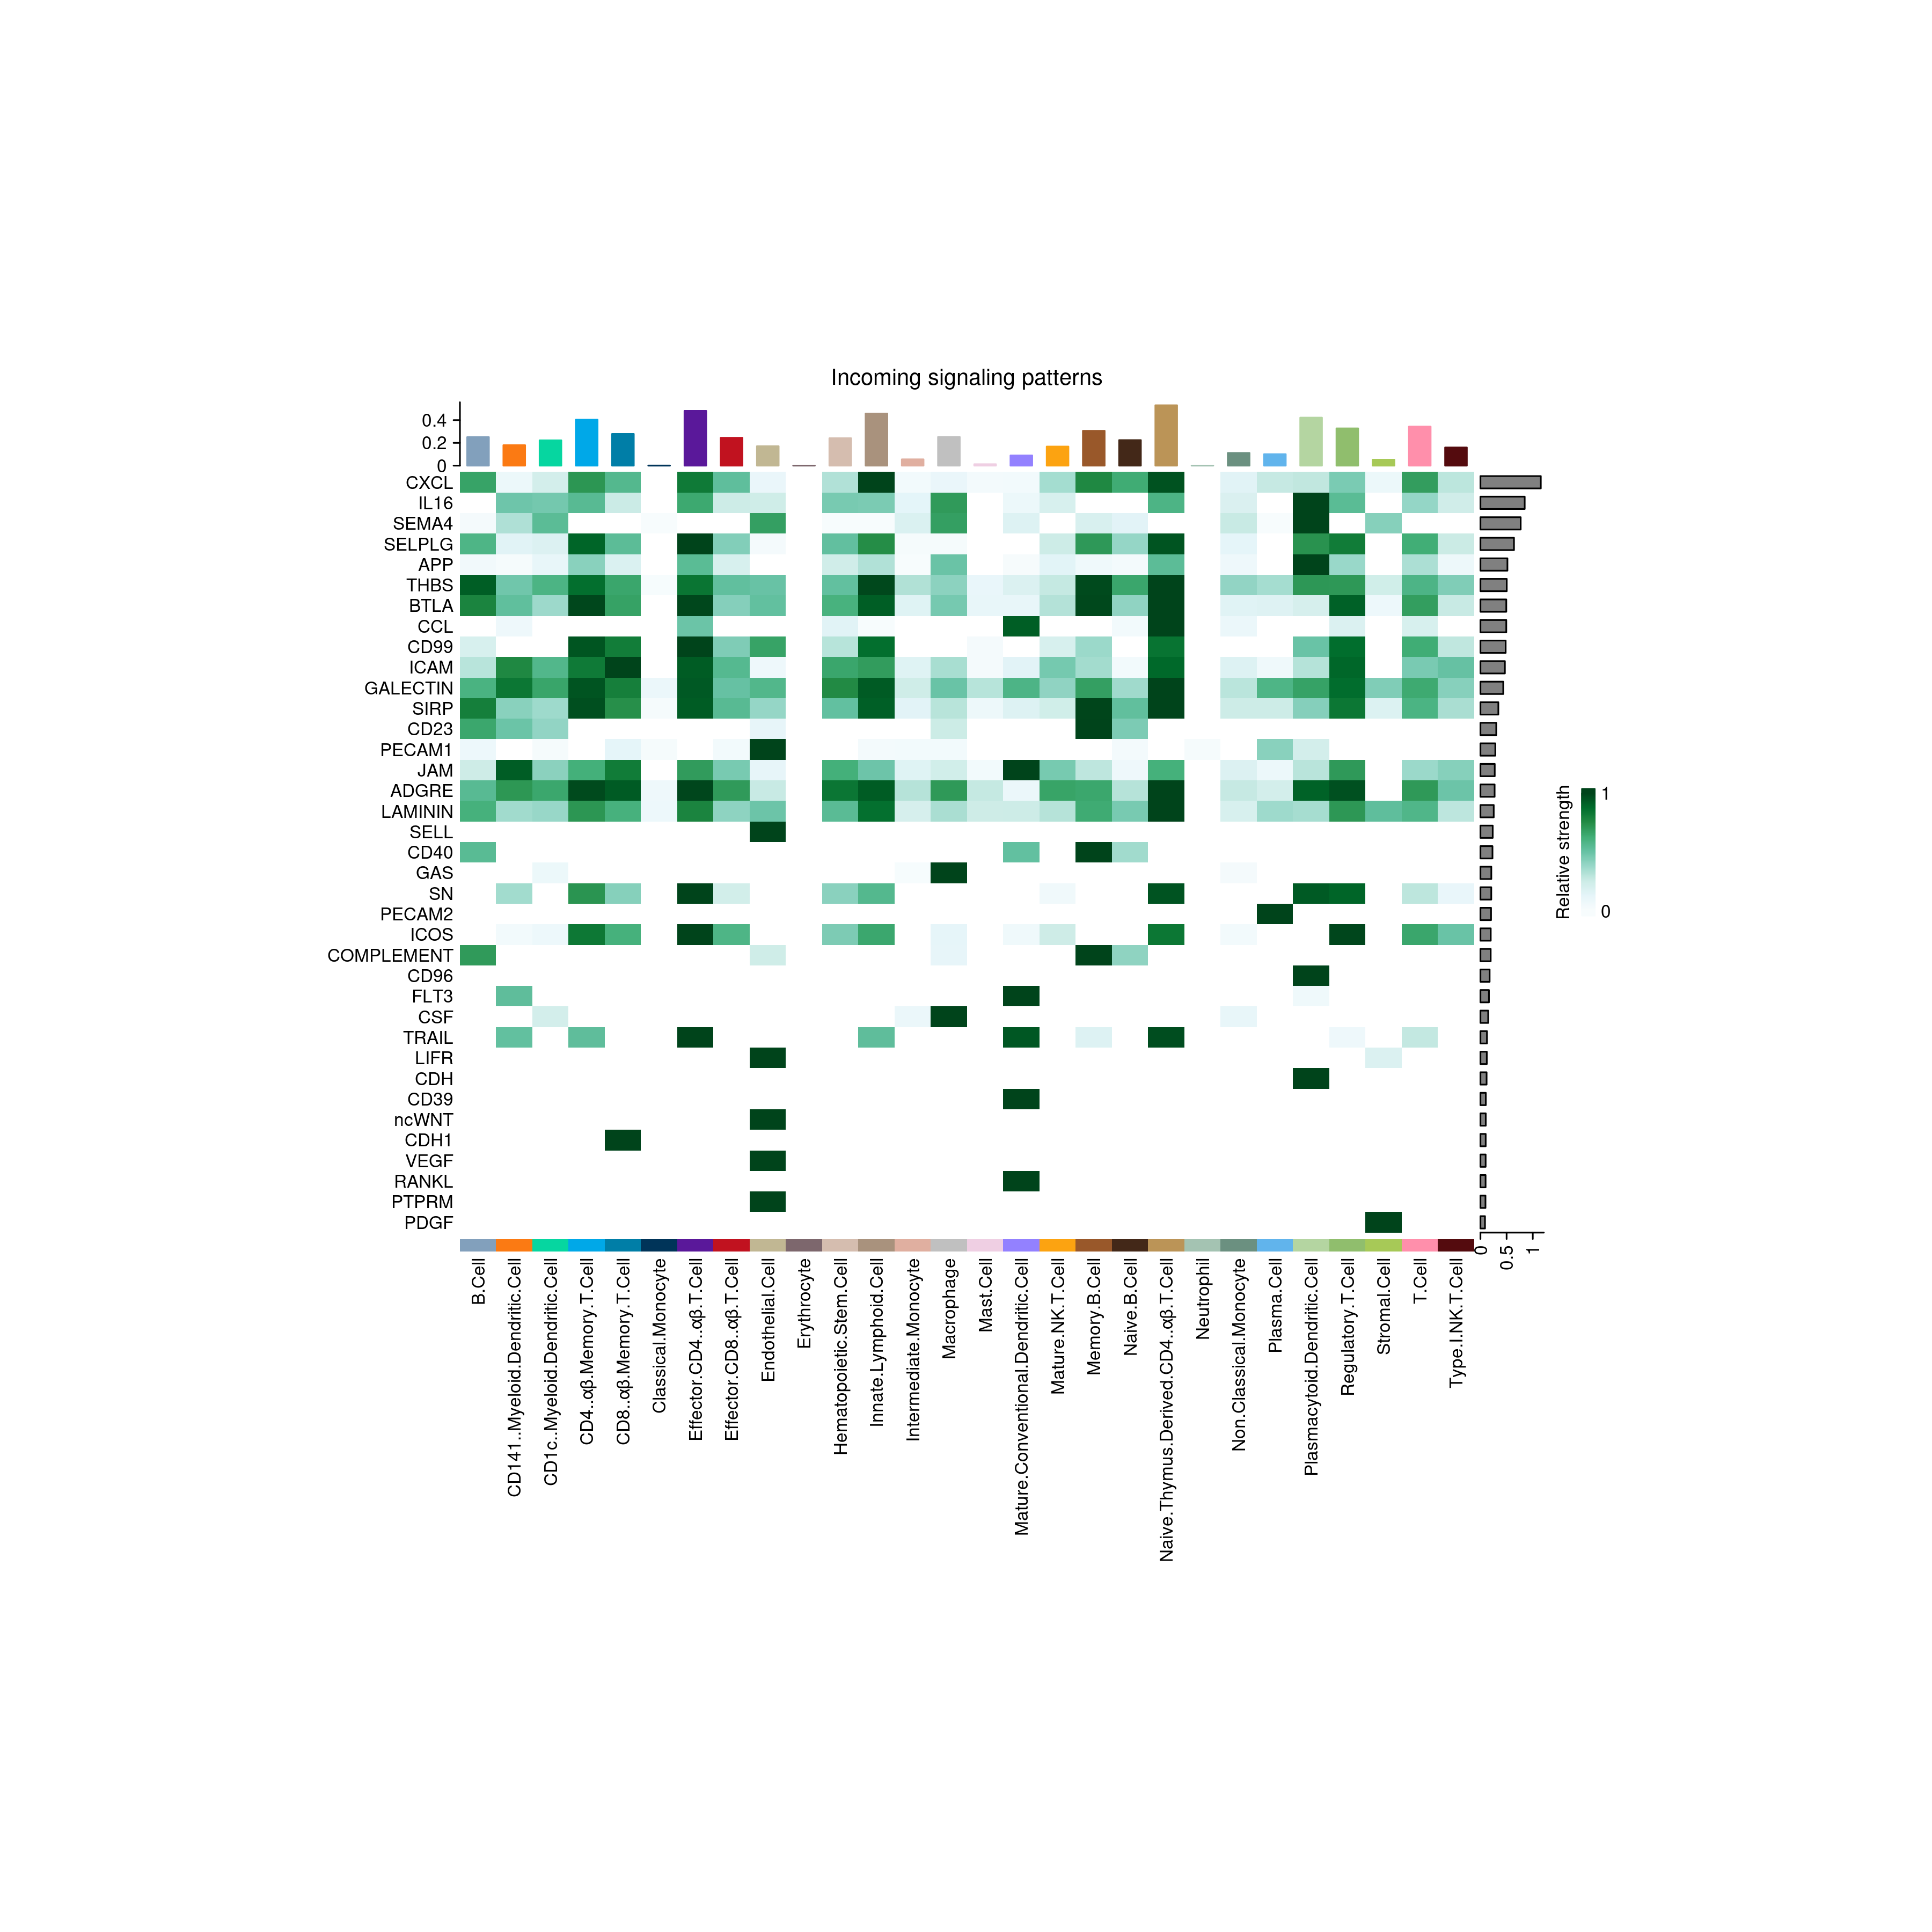 Incoming signaling patterns
0.4
0.2
0
CXCL
IL16
SEMA4
SELPLG
APP
THBS
BTLA
CCL
CD99
ICAM
GALECTIN
SIRP
CD23
PECAM1
JAM
ADGRE
LAMININ
SELL
CD40
GAS
SN
PECAM2
ICOS
COMPLEMENT
CD96
FLT3
CSF
TRAIL
LIFR
CDH
CD39
ncWNT
CDH1
VEGF
RANKL
PTPRM
PDGF
Relative strength
1
0
0
0.5
1
B.Cell
CD141..Myeloid.Dendritic.Cell
CD1c..Myeloid.Dendritic.Cell
CD4..αβ.Memory.T.Cell
CD8..αβ.Memory.T.Cell
Classical.Monocyte
Effector.CD4..αβ.T.Cell
Effector.CD8..αβ.T.Cell
Endothelial.Cell
Erythrocyte
Hematopoietic.Stem.Cell
Innate.Lymphoid.Cell
Intermediate.Monocyte
Macrophage
Mast.Cell
Mature.Conventional.Dendritic.Cell
Mature.NK.T.Cell
Memory.B.Cell
Naive.B.Cell
Naive.Thymus.Derived.CD4..αβ.T.Cell
Neutrophil
Non.Classical.Monocyte
Plasma.Cell
Plasmacytoid.Dendritic.Cell
Regulatory.T.Cell
Stromal.Cell
T.Cell
Type.I.NK.T.Cell